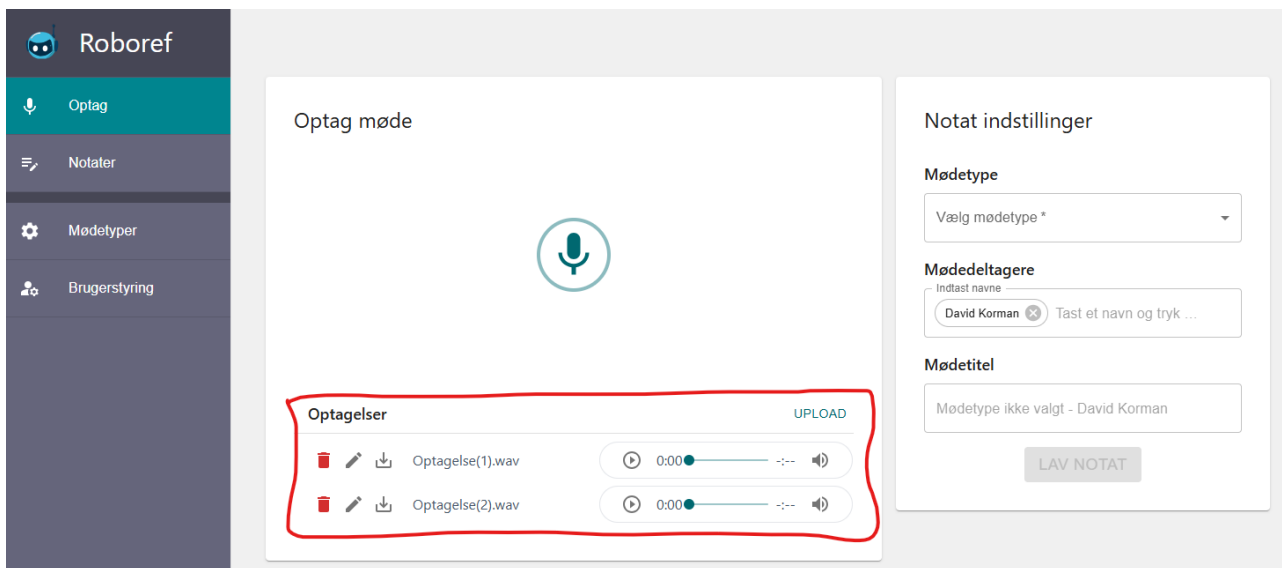 Roboref
Optag
Notater
Mødetyper
Brugerstyring
Optag møde
Optagelser UPLOAD
Optagelse(1).wav 0:00 -:--
Optagelse(2).wav 0:00 -:--
Notat indstillinger
Mødetype
Vælg mødetype *
Mødedeltagere
Indtast navne
David Korman Tast et navn og tryk ...
Mødetitel
Mødetype ikke valgt - David Korman
LAV NOTAT